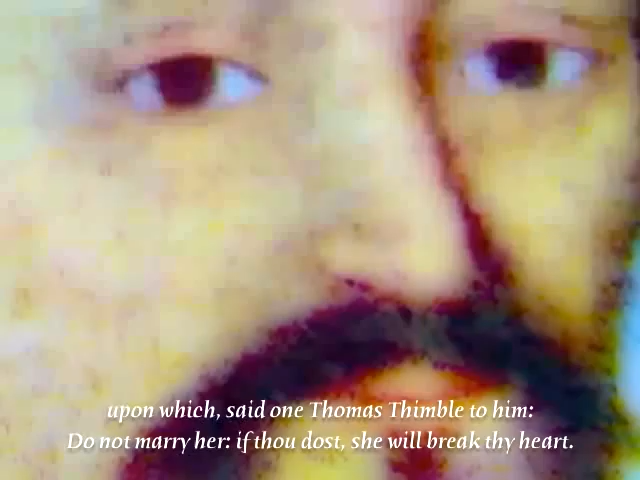 upon which, said one Thomas Thimble to him:
Do not marry her: if thou dost, she will break thy heart.